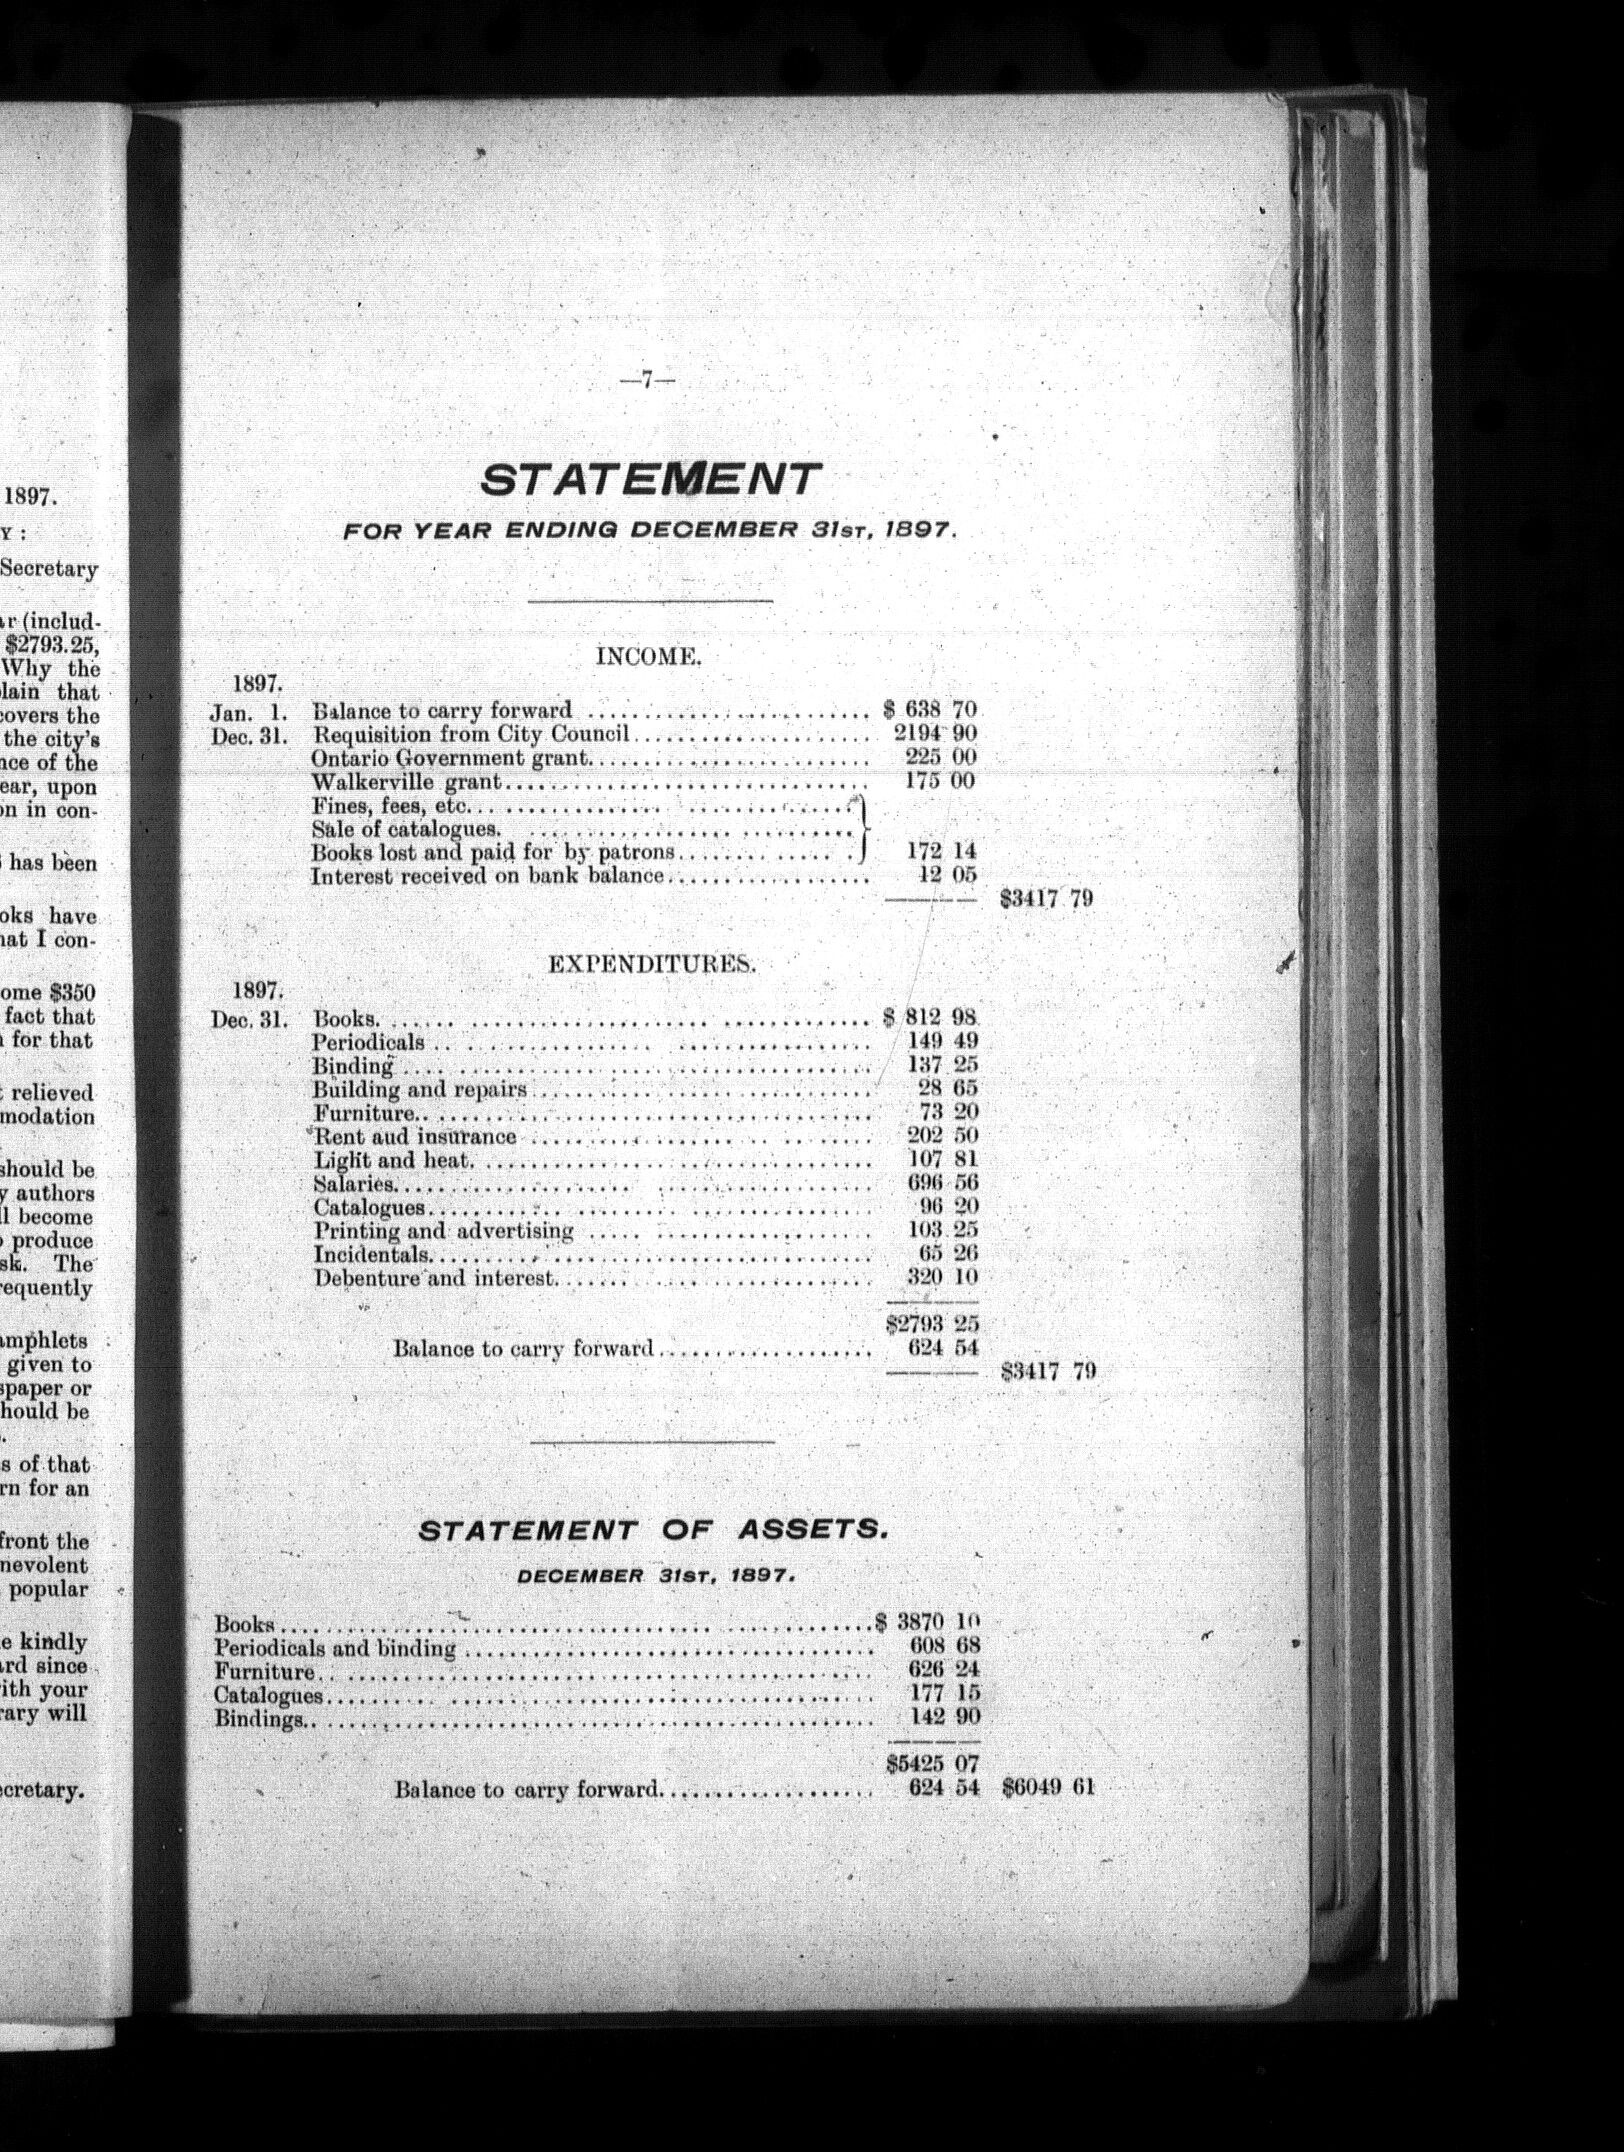 1897.
Y :
Secretary
ar (includ-
$2793.25,
Why the
plain that
covers the
the city's
nce of the
ear, upon
on in con-
has been
oks have
hat I con-
ome $350
fact that
for that
relieved
modation
should be
y authors
ll become
produce
sk. The
requently
amphlets
given to
spaper or
hould be
s of that
rn for an
front the
nevolent
popular
e kindly
ard since
ith your
rary will
ecretary.
—7—
STATEMENT
FOR YEAR ENDING DECEMBER 31ST, 1897.
INCOME.
1897.
Jan. 1. Balance to carry forward ........................ $ 638 70
Dec. 31. Requisition from City Council........................ 2194 90
Ontario Government grant........................ 225 00
Walkerville grant........................ 175 00
Fines, fees, etc........................
Sale of catalogues. ........................
Books lost and paid for by patrons............... } 172 14
Interest received on bank balance.................. 12 05
$3417 79
EXPENDITURES.
1897.
Dec. 31. Books........................ $ 812 98
Periodicals ........................ 149 49
Binding ........................ 137 25
Building and repairs ........................ 28 65
Furniture........................ 73 20
Rent aud insurance ........................ 202 50
Light and heat........................ 107 81
Salaries........................ 696 56
Catalogues........................ 96 20
Printing and advertising ........................ 103 25
Incidentals........................ 65 26
Debenture and interest........................ 320 10
$2793 25
Balance to carry forward.................... 624 54
$3417 79
STATEMENT OF ASSETS.
DECEMBER 31ST, 1897.
Books........................$ 3870 10
Periodicals and binding ........................ 608 68
Furniture........................ 626 24
Catalogues........................ 177 15
Bindings........................ 142 90
$5425 07
Balance to carry forward.................... 624 54 $6049 61